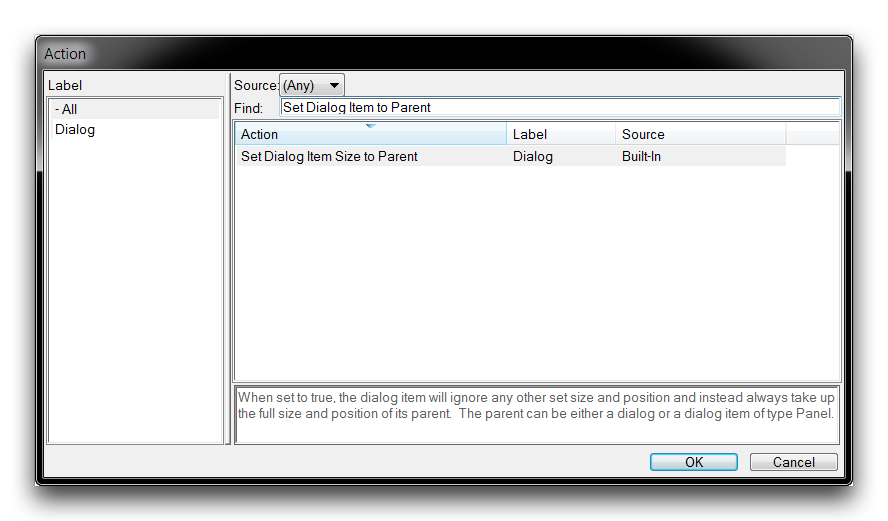 Action
Label
- All
Dialog
Source: (Any)
Find: Set Dialog Item to Parent
Action Label Source
Set Dialog Item Size to Parent Dialog Built-In
When set to true, the dialog item will ignore any other set size and position and instead always take up
the full size and position of its parent. The parent can be either a dialog or a dialog item of type Panel.
OK Cancel